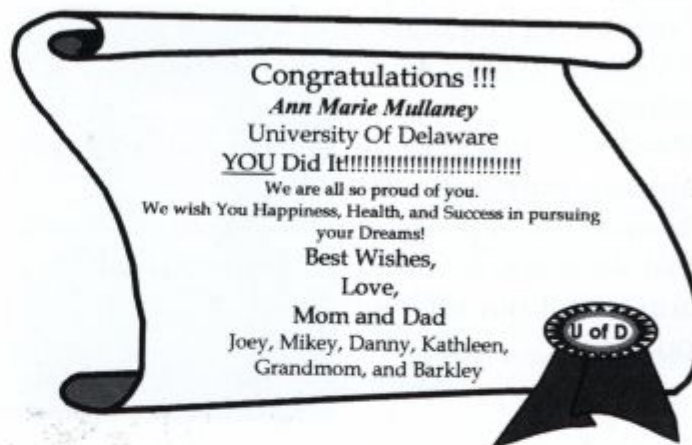 Congratulations !!!
Ann Marie Mullaney
University Of Delaware
YOU Did It!!!!!!!!!!!!!!!!!!!!!!!!!!!!
We are all so proud of you.
We wish You Happiness, Health, and Success in pursuing
your Dreams!
Best Wishes,
Love,
Mom and Dad
Joey, Mikey, Danny, Kathleen,
Grandmom, and Barkley
U of D